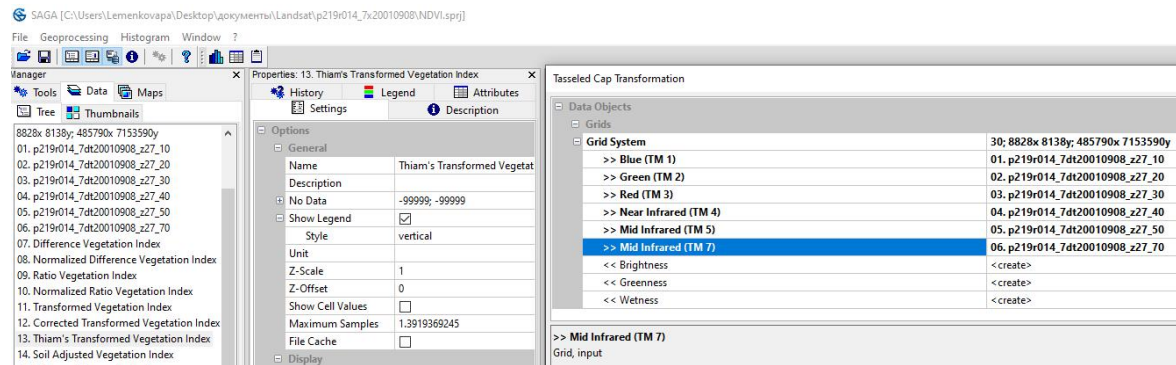 SAGA [C:\Users\Lemenkovapa\Desktop\документы\Landsat\p219r014_7x20010908\NDVI.sprj]
File Geoprocessing Histogram Window ?
Manager
Tools Data Maps
Tree Thumbnails
8828x 8138y; 485790x 7153590y
01. p219r014_7dt20010908_z27_10
02. p219r014_7dt20010908_z27_20
03. p219r014_7dt20010908_z27_30
04. p219r014_7dt20010908_z27_40
05. p219r014_7dt20010908_z27_50
06. p219r014_7dt20010908_z27_70
07. Difference Vegetation Index
08. Normalized Difference Vegetation Index
09. Ratio Vegetation Index
10. Normalized Ratio Vegetation Index
11. Transformed Vegetation Index
12. Corrected Transformed Vegetation Index
13. Thiam's Transformed Vegetation Index
14. Soil Adjusted Vegetation Index
Properties: 13. Thiam's Transformed Vegetation Index
History Legend Attributes
Settings Description
Options
General
Name Thiam's Transformed Vegetat
Description
No Data -99999; -99999
Show Legend
Style vertical
Unit
Z-Scale 1
Z-Offset 0
Show Cell Values
Maximum Samples 1.3919369245
File Cache
Display
Tasseled Cap Transformation
Data Objects
Grids
Grid System 30; 8828x 8138y; 485790x 7153590y
>> Blue (TM 1) 01. p219r014_7dt20010908_z27_10
>> Green (TM 2) 02. p219r014_7dt20010908_z27_20
>> Red (TM 3) 03. p219r014_7dt20010908_z27_30
>> Near Infrared (TM 4) 04. p219r014_7dt20010908_z27_40
>> Mid Infrared (TM 5) 05. p219r014_7dt20010908_z27_50
>> Mid Infrared (TM 7) 06. p219r014_7dt20010908_z27_70
<< Brightness <create>
<< Greenness <create>
<< Wetness <create>
>> Mid Infrared (TM 7)
Grid, input